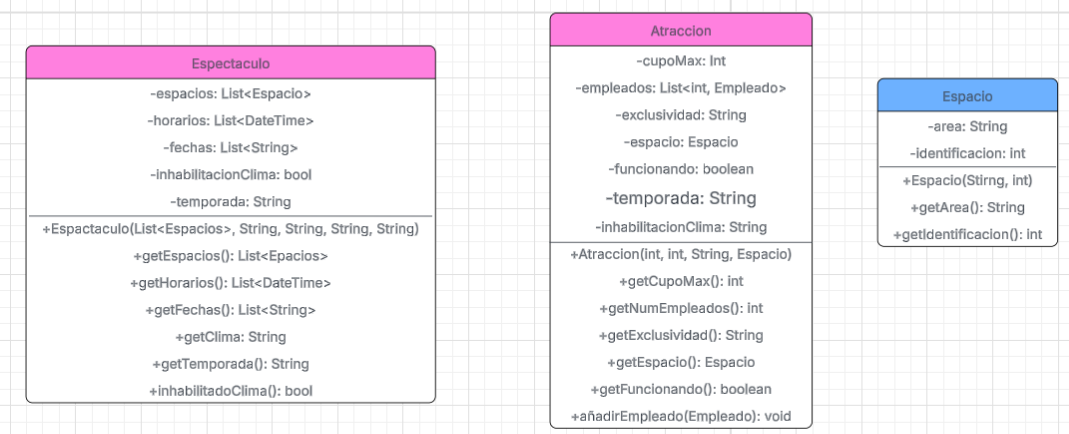 Espectaculo
-espacios: List<Espacio>
-horarios: List<DateTime>
-fechas: List<String>
-inhabilitacionClima: bool
-temporada: String
+Espactaculo(List<Espacios>, String, String, String, String)
+getEspacios(): List<Epacios>
+getHorarios(): List<DateTime>
+getFechas(): List<String>
+getClima: String
+getTemporada(): String
+inhabilitadoClima(): bool
Atraccion
-cupoMax: Int
-empleados: List<int, Empleado>
-exclusividad: String
-espacio: Espacio
-funcionando: boolean
-temporada: String
-inhabilitacionClima: String
+Atraccion(int, int, String, Espacio)
+getCupoMax(): int
+getNumEmpleados(): int
+getExclusividad(): String
+getEspacio(): Espacio
+getFuncionando(): boolean
+añadirEmpleado(Empleado): void
Espacio
-area: String
-identificacion: int
+Espacio(Stirng, int)
+getArea(): String
+getIdentificacion(): int